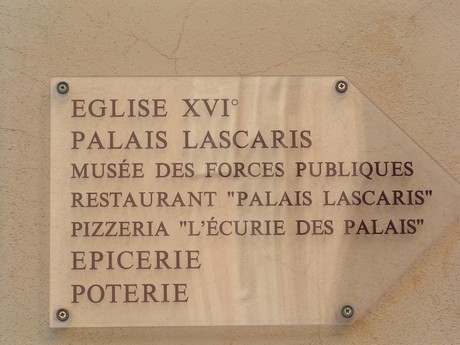 EGLISE XVI°
PALAIS LASCARIS
MUSÉE DES FORCES PUBLIQUES
RESTAURANT "PALAIS LASCARIS"
PIZZERIA "L'ÉCURIE DES PALAIS"
EPICERIE
POTERIE